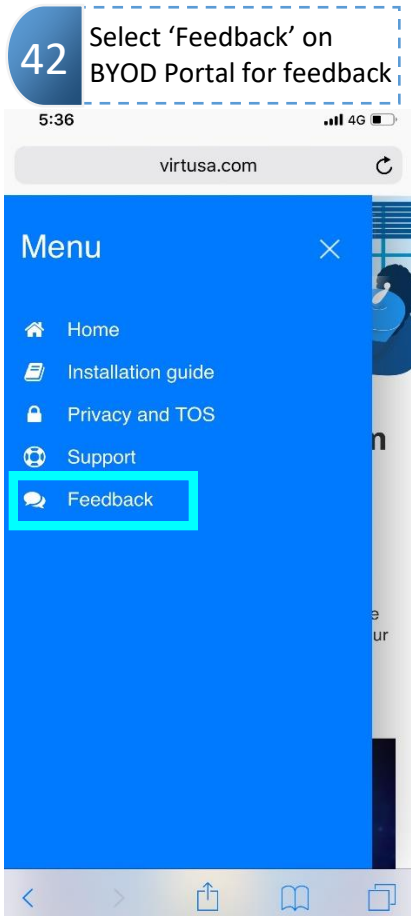 42
Select ‘Feedback’ on
BYOD Portal for feedback
5:36
4G
virtusa.com
Menu
Home
Installation guide
Privacy and TOS
Support
Feedback
n
e
ur